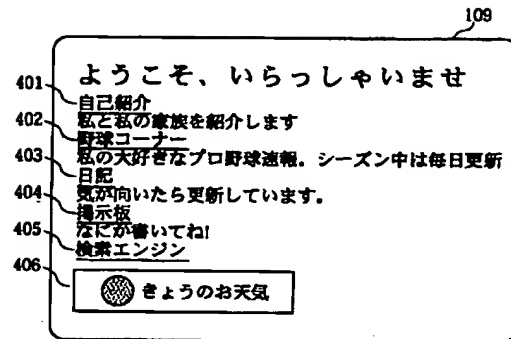 109
ようこそ、いらっしゃいませ
401 自己紹介
私と私の家族を紹介します
402 野球コーナー
私の大好きなプロ野球速報．シーズン中は毎日更新
403 日記
気が向いたら更新しています。
404 掲示板
なにか書いてね!
405 検索エンジン
406 きょうのお天気